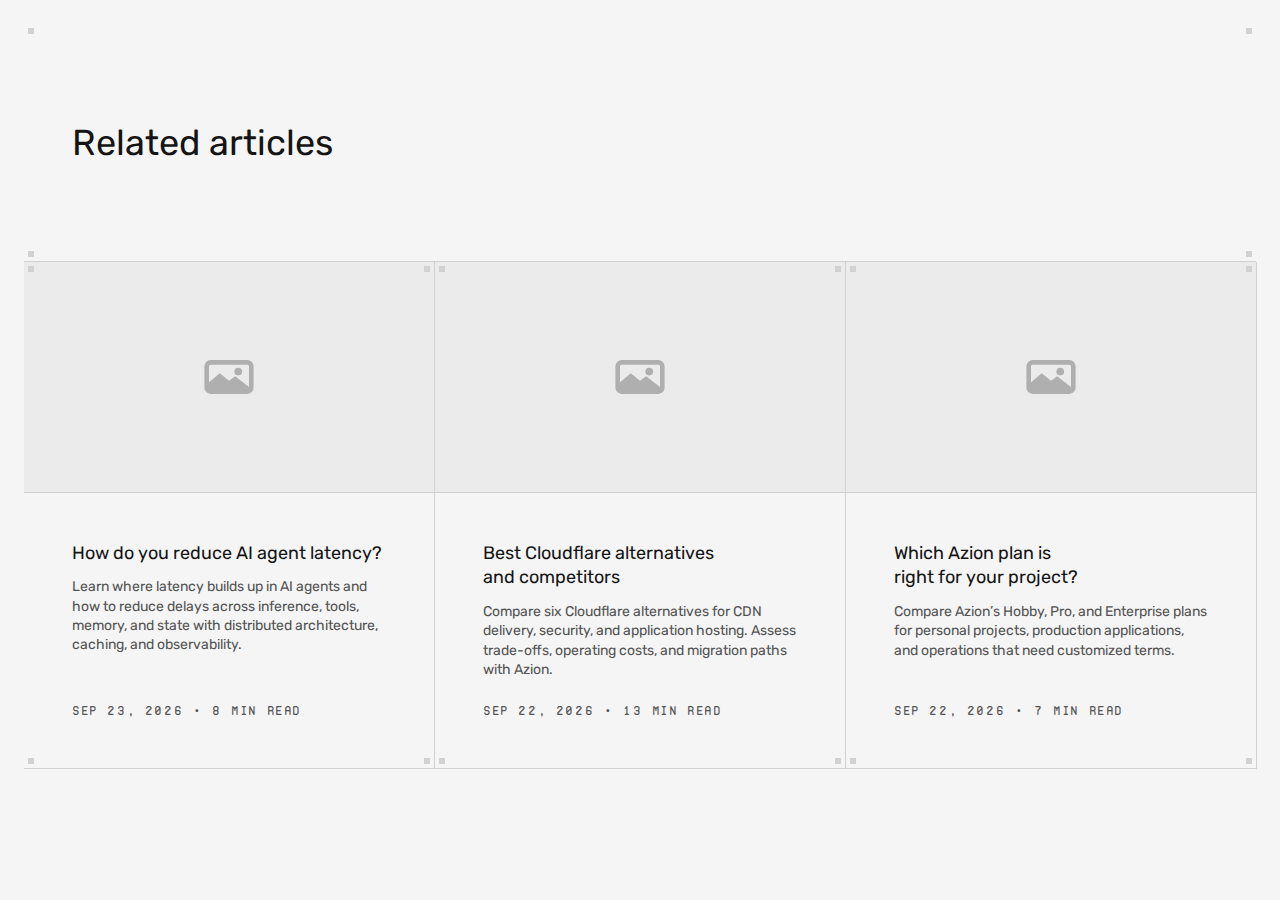 Related articles
How do you reduce AI agent latency?
Learn where latency builds up in AI agents and
how to reduce delays across inference, tools,
memory, and state with distributed architecture,
caching, and observability.
SEP 23, 2026 • 8 MIN READ
Best Cloudflare alternatives
and competitors
Compare six Cloudflare alternatives for CDN
delivery, security, and application hosting. Assess
trade-offs, operating costs, and migration paths
with Azion.
SEP 22, 2026 • 13 MIN READ
Which Azion plan is
right for your project?
Compare Azion’s Hobby, Pro, and Enterprise plans
for personal projects, production applications,
and operations that need customized terms.
SEP 22, 2026 • 7 MIN READ